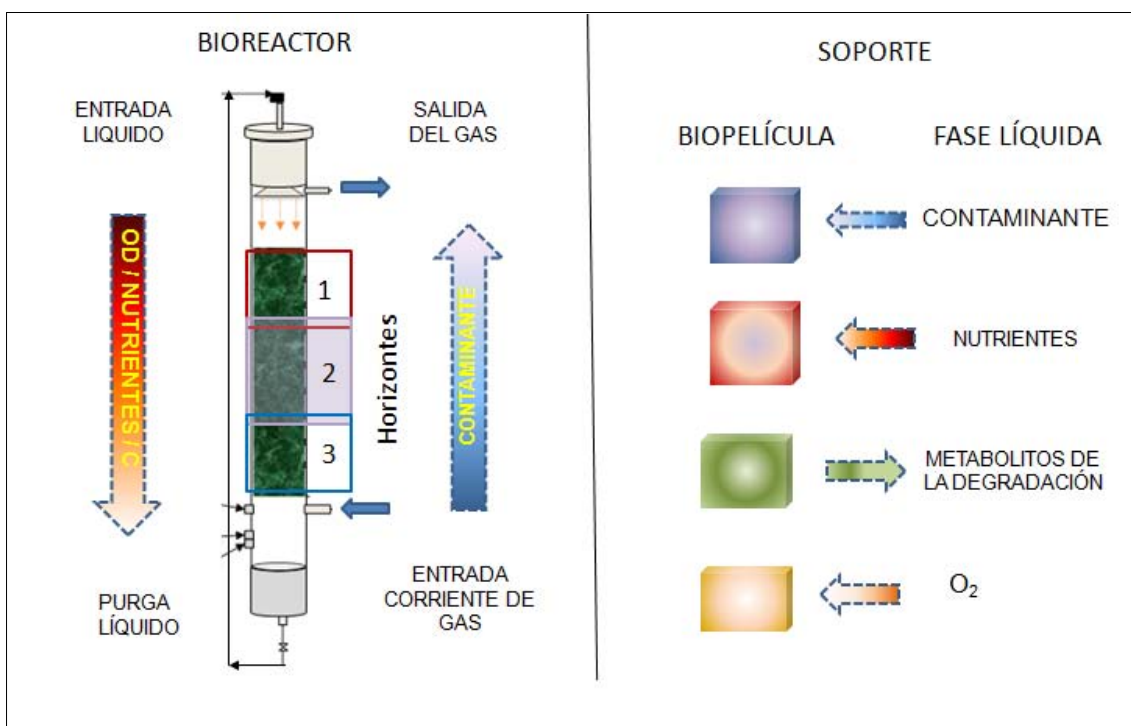 BIOREACTOR
ENTRADA
LIQUIDO
SALIDA
DEL GAS
OD / NUTRIENTES / C
1
2
3
Horizontes
CONTAMINANTE
PURGA
LÍQUIDO
ENTRADA
CORRIENTE DE
GAS
SOPORTE
BIOPELÍCULA
FASE LÍQUIDA
CONTAMINANTE
NUTRIENTES
METABOLITOS DE
LA DEGRADACIÓN
O2